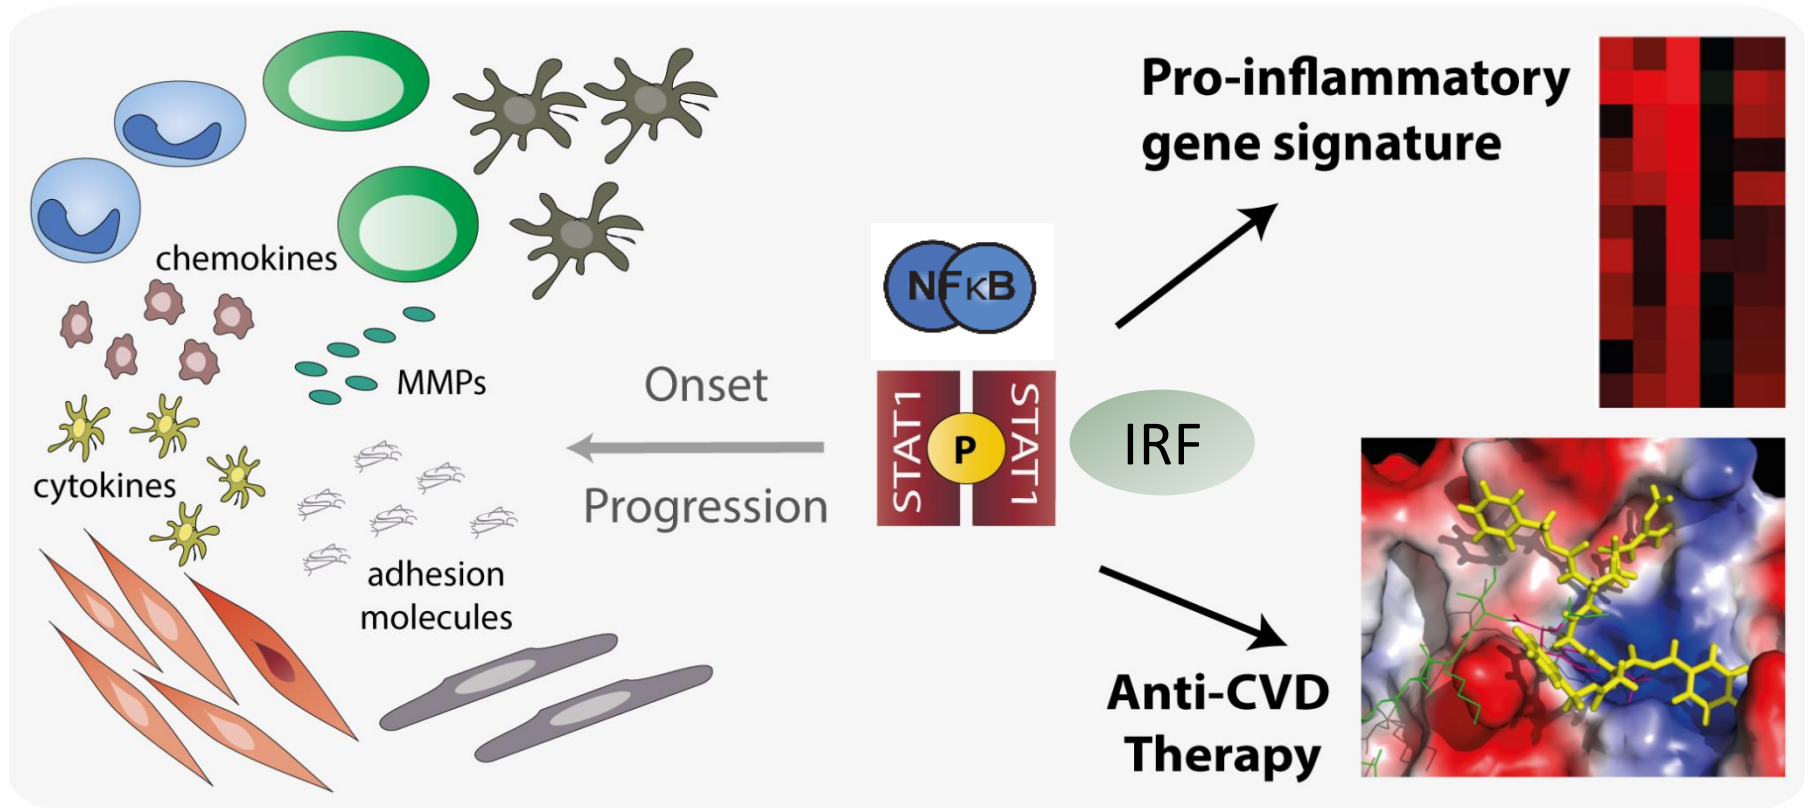 Pro-inflammatory
gene signature
chemokines
NFκB
MMPs
Onset
STAT1
P
STAT1
IRF
cytokines
Progression
adhesion
molecules
Anti-CVD
Therapy